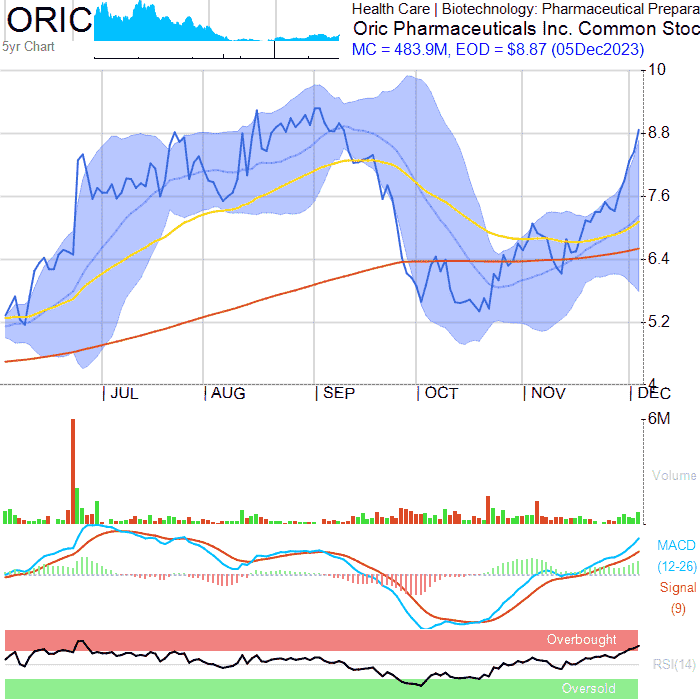 ORIC
5yr Chart
Health Care | Biotechnology: Pharmaceutical Prepara
Oric Pharmaceuticals Inc. Common Stoc
MC = 483.9M, EOD = $8.87 (05Dec2023)
10
8.8
7.6
6.4
5.2
4
JUL AUG SEP OCT NOV DEC
6M
Volume
MACD
(12-26)
Signal
(9)
Overbought
RSI(14)
Oversold